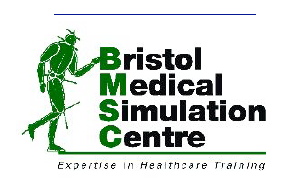 Bristol
Medical
Simulation
Centre
Expertise in Healthcare Training